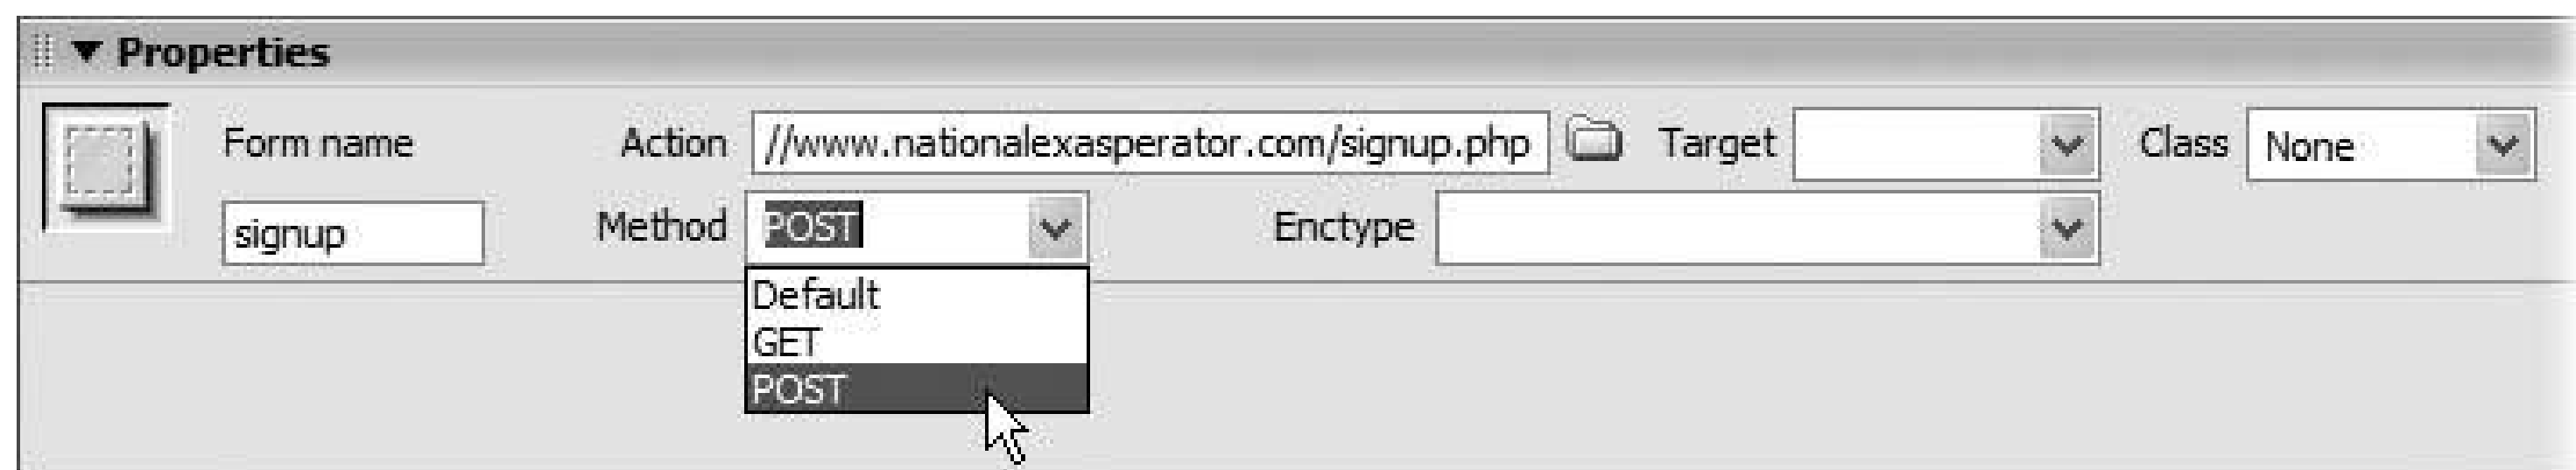 Properties
Form name Action //www.nationalexasperator.com/signup.php Target Class None
signup Method POST Enctype
Default
GET
POST